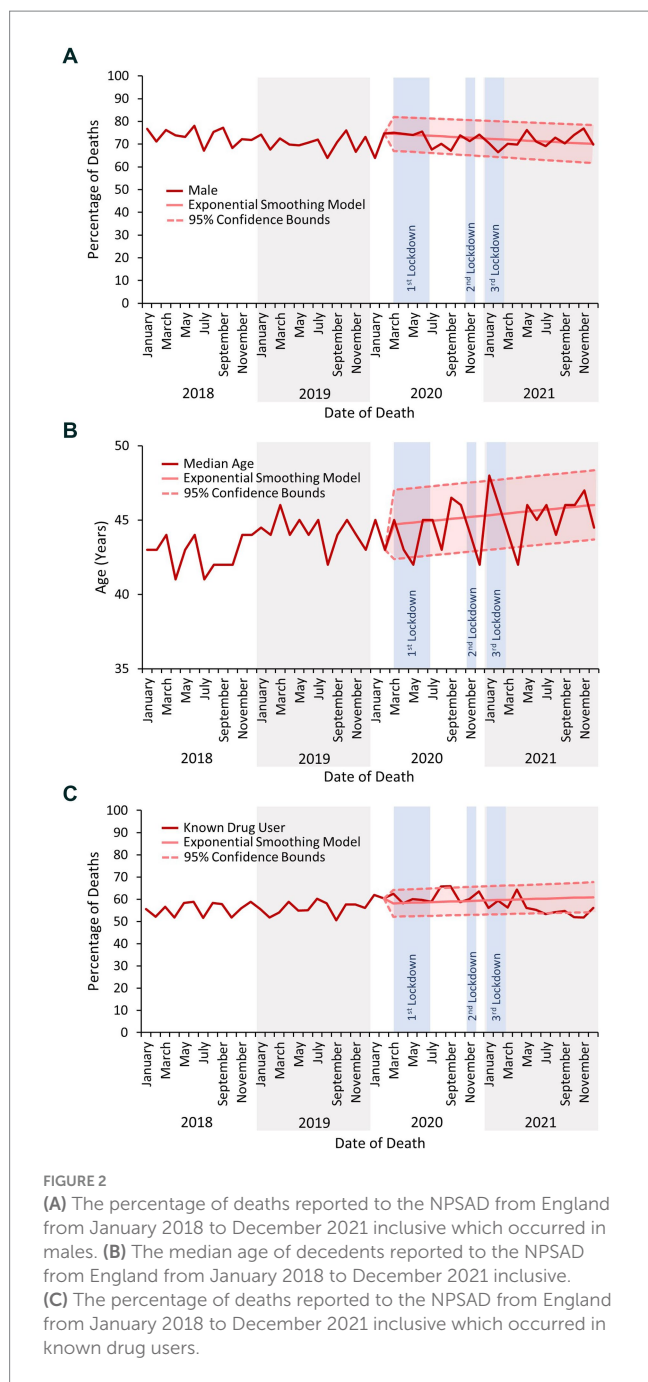 A
100
90
80
70
60
50
40
30
20
10
0
Percentage of Deaths
Male
Exponential Smoothing Model
95% Confidence Bounds
1st Lockdown
2nd Lockdown
3rd Lockdown
January
March
May
July
September
November
January
March
May
July
September
November
January
March
May
July
September
November
January
March
May
July
September
November
2018
2019
2020
2021
Date of Death
B
50
45
40
35
Age (Years)
Median Age
Exponential Smoothing Model
95% Confidence Bounds
1st Lockdown
2nd Lockdown
3rd Lockdown
January
March
May
July
September
November
January
March
May
July
September
November
January
March
May
July
September
November
January
March
May
July
September
November
2018
2019
2020
2021
Date of Death
C
100
90
80
70
60
50
40
30
20
10
0
Percentage of Deaths
Known Drug User
Exponential Smoothing Model
95% Confidence Bounds
1st Lockdown
2nd Lockdown
3rd Lockdown
January
March
May
July
September
November
January
March
May
July
September
November
January
March
May
July
September
November
January
March
May
July
September
November
2018
2019
2020
2021
Date of Death
FIGURE 2
(A) The percentage of deaths reported to the NPSAD from England
from January 2018 to December 2021 inclusive which occurred in
males. (B) The median age of decedents reported to the NPSAD
from England from January 2018 to December 2021 inclusive.
(C) The percentage of deaths reported to the NPSAD from England
from January 2018 to December 2021 inclusive which occurred in
known drug users.